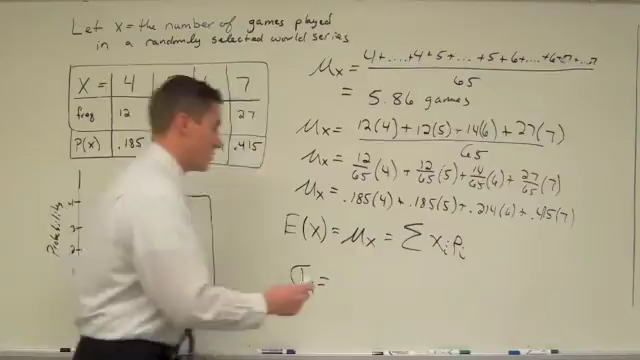 Let X = the number of games played
in a randomly selected world series
X = 4 7
freq 12 27
P(x) .185 .415
Probability
μx = 4+....+4+5+...+5+6+....+6+7+...7 / 65
= 5.86 games
μx = 12(4)+12(5)+14(6)+27(7) / 65
μx = 12/65(4)+12/65(5)+14/65(6)+27/65(7)
μx = .185(4)+.185(5)+.214(6)+.415(7)
E(x) = μx = Σ xipi
=